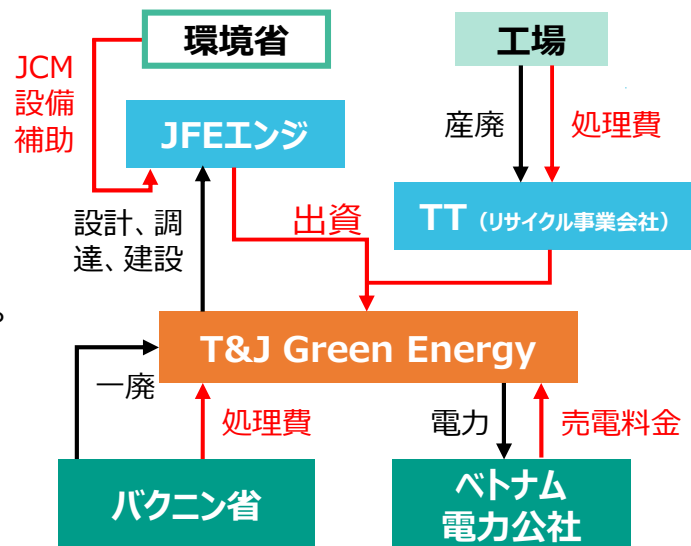 環境省
工場
JCM
設備
補助
JFEエンジ
産廃
処理費
設計、調
達、建設
出資
TT（リサイクル事業会社）
。
T&J Green Energy
一廃
処理費
電力
売電料金
バクニン省
ベトナム
電力公社